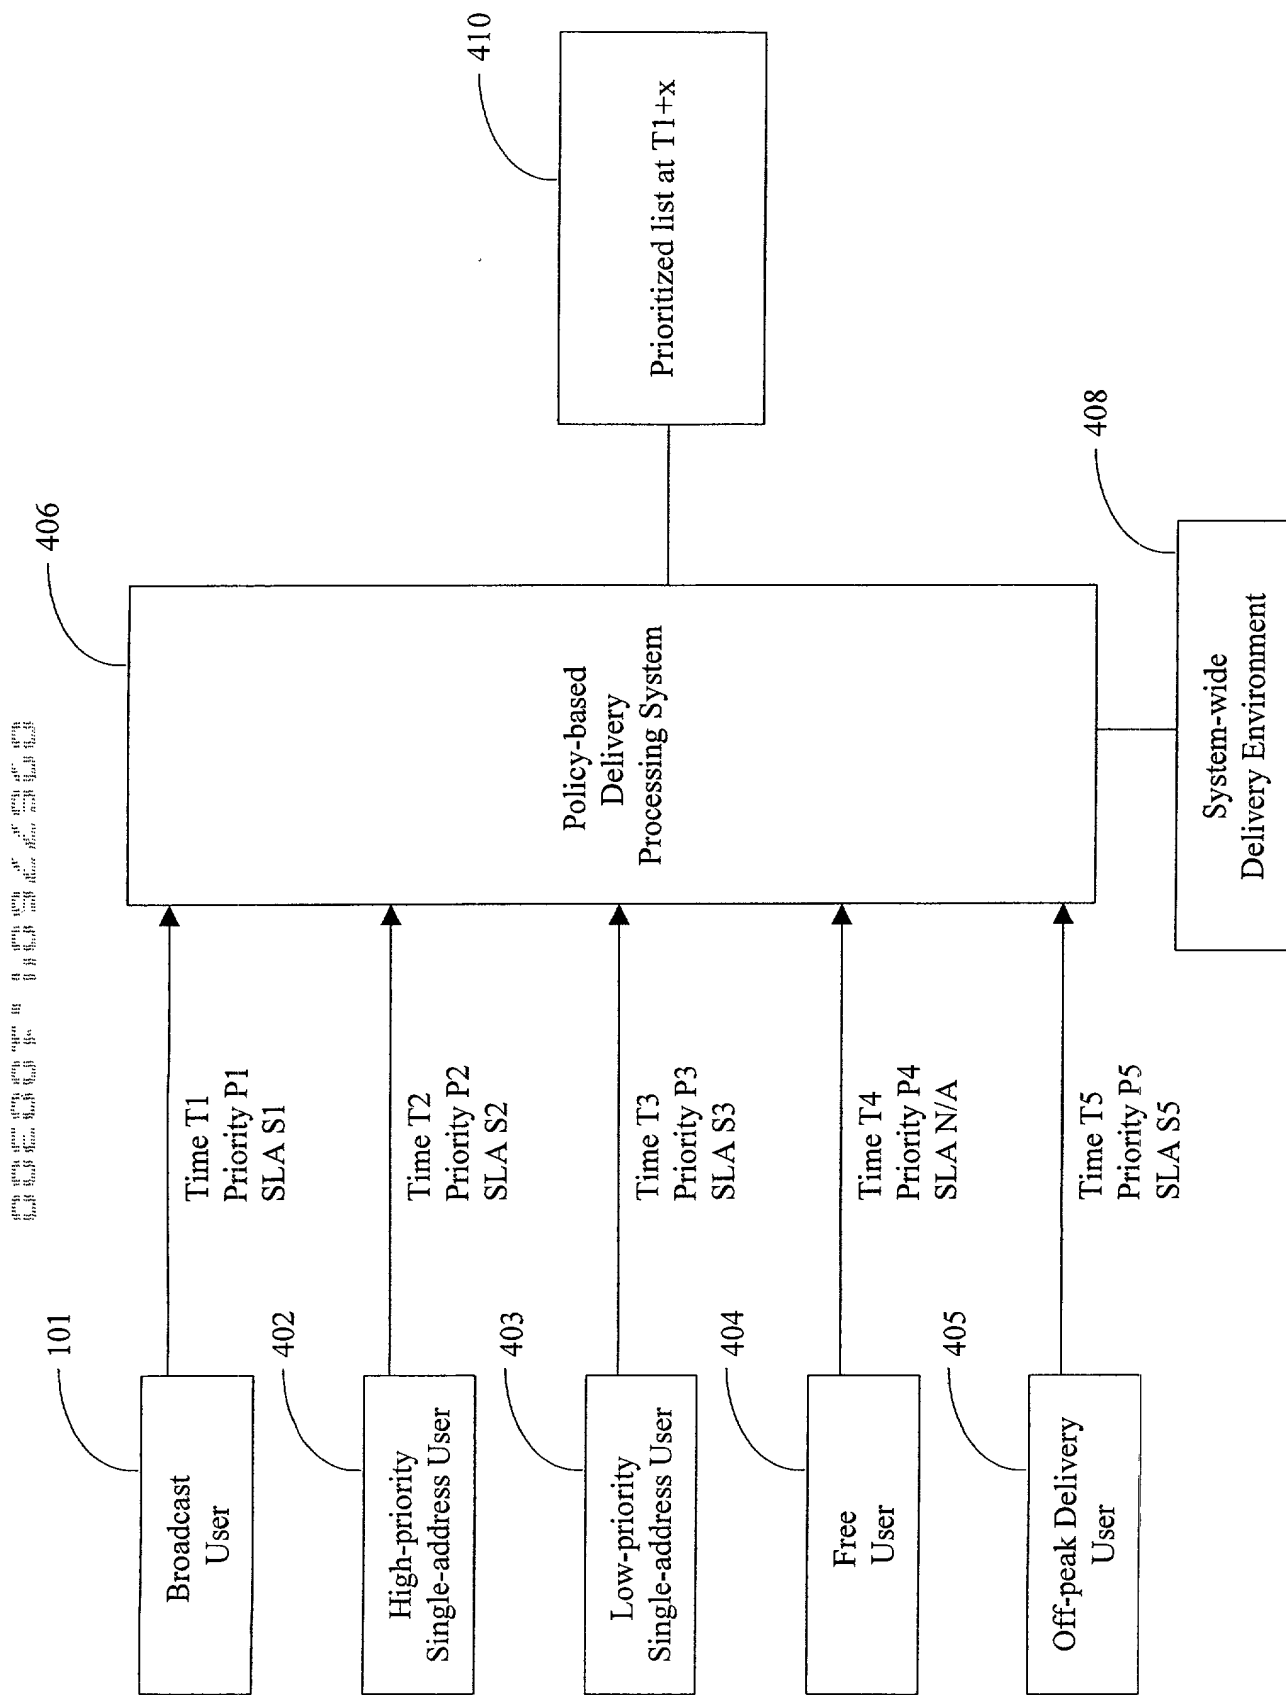 101
Broadcast
User
Time T1
Priority P1
SLA S1
402
High-priority
Single-address User
Time T2
Priority P2
SLA S2
403
Low-priority
Single-address User
Time T3
Priority P3
SLA S3
404
Free
User
Time T4
Priority P4
SLA N/A
405
Off-peak Delivery
User
Time T5
Priority P5
SLA S5
406
Policy-based
Delivery
Processing System
408
System-wide
Delivery Environment
410
Prioritized list at T1+x